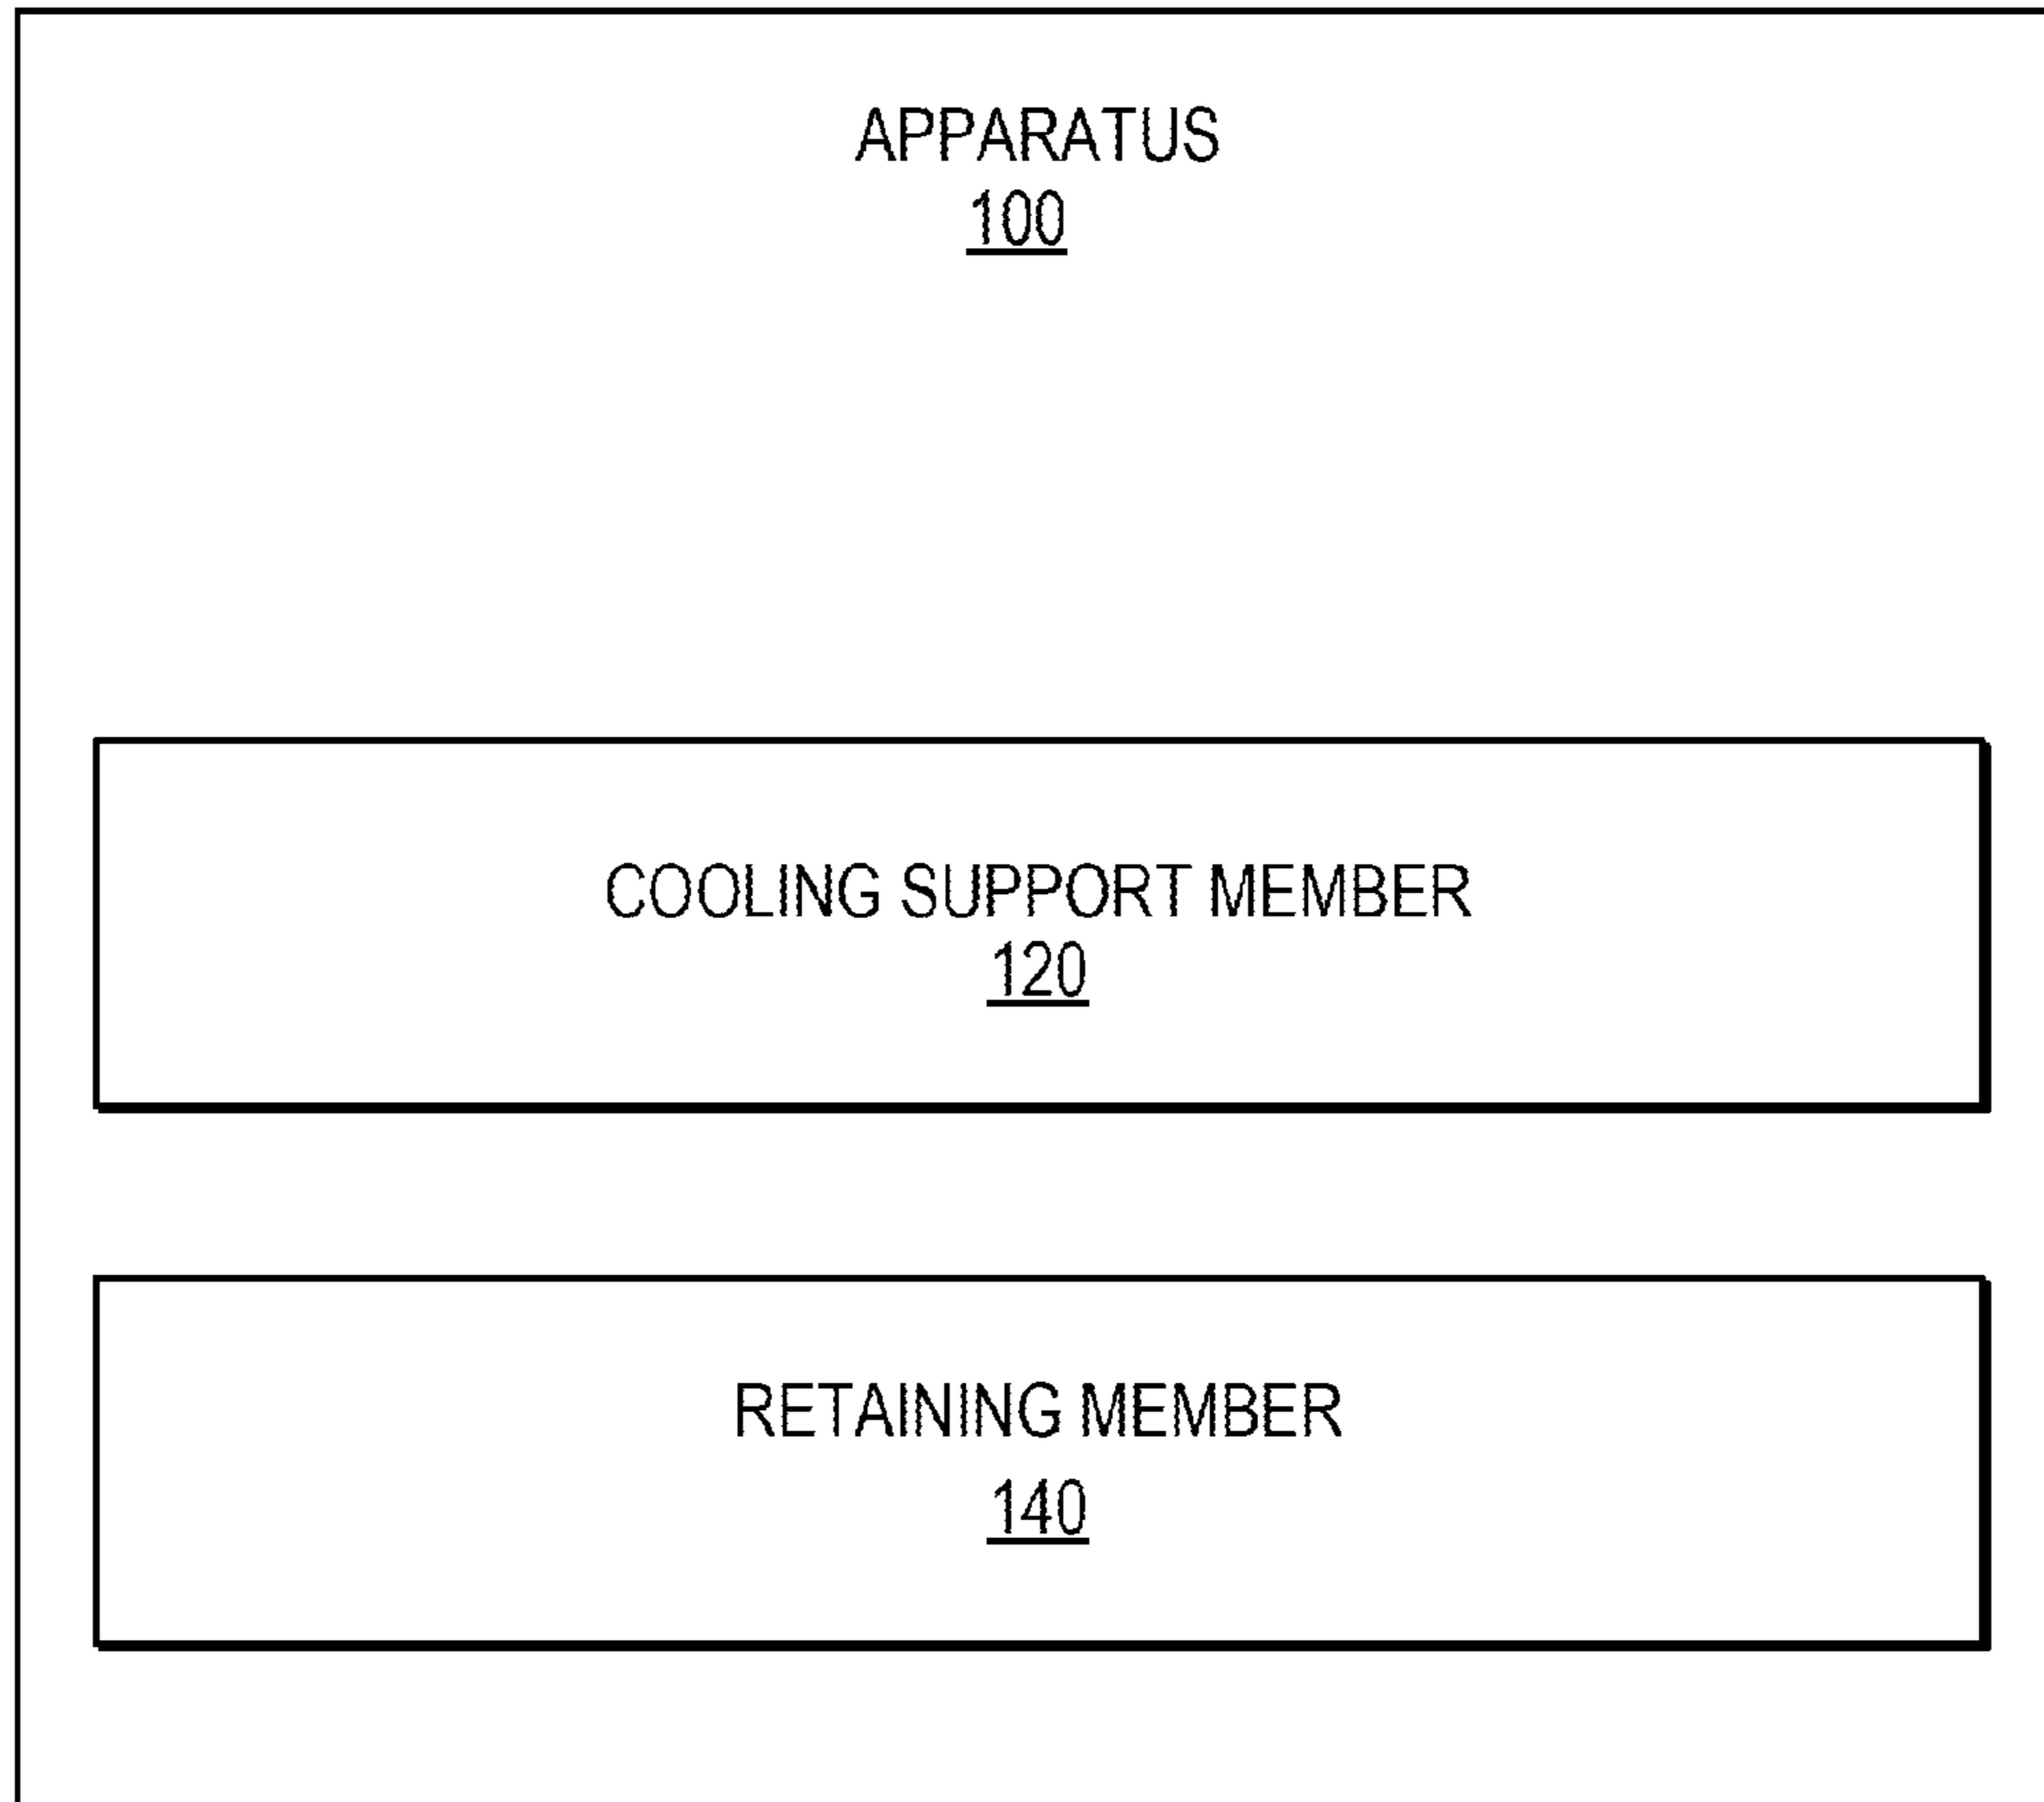 APPARATUS
100
COOLING SUPPORT MEMBER
120
RETAINING MEMBER
140